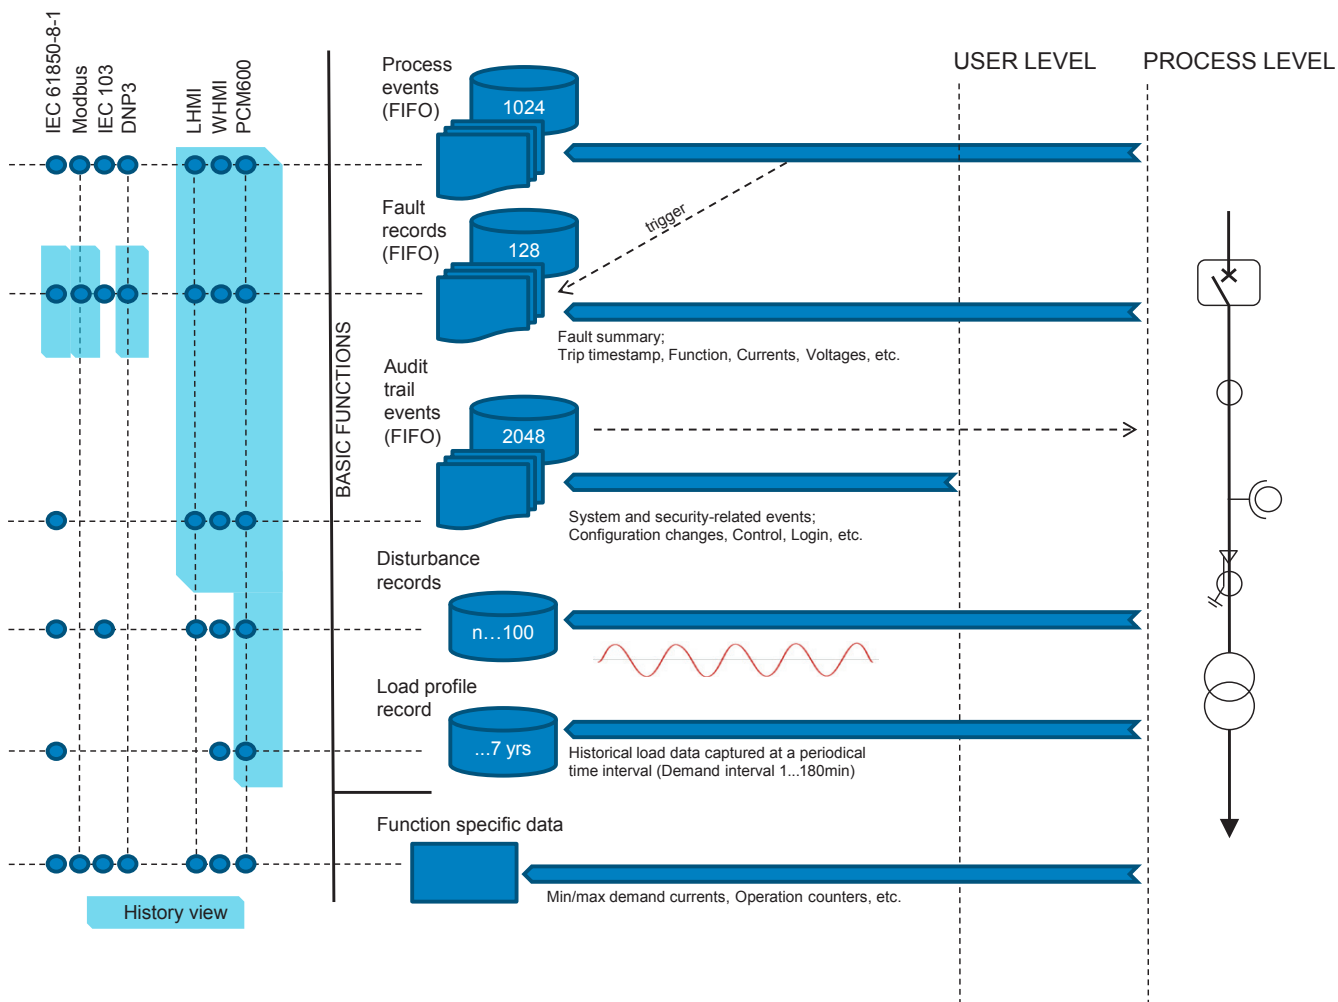 IEC 61850-8-1
Modbus
IEC 103
DNP3
LHMI
WHMI
PCM600
USER LEVEL
PROCESS LEVEL
BASIC FUNCTIONS
Process
events
(FIFO)
1024
trigger
Fault
records
(FIFO)
128
Fault summary;
Trip timestamp, Function, Currents, Voltages, etc.
Audit
trail
events
(FIFO)
2048
System and security-related events;
Configuration changes, Control, Login, etc.
Disturbance
records
n...100
Load profile
record
...7 yrs
Historical load data captured at a periodical
time interval (Demand interval 1...180min)
Function specific data
Min/max demand currents, Operation counters, etc.
History view